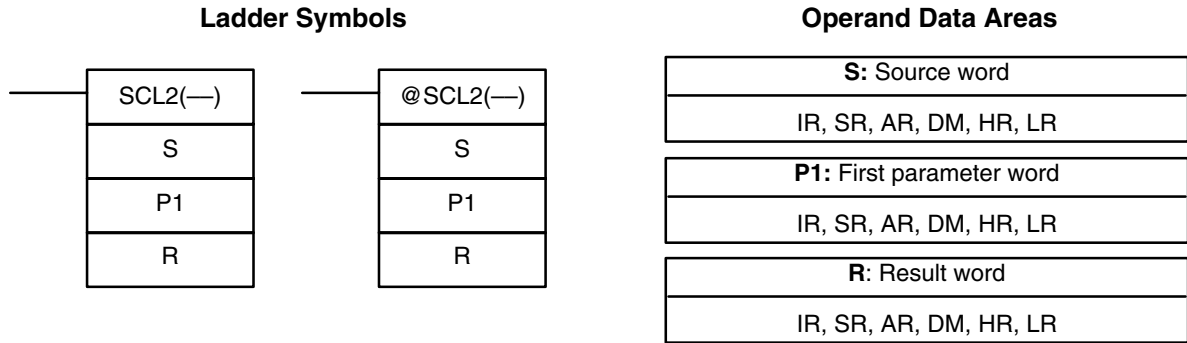 Ladder Symbols
SCL2(—)
S
P1
R
@SCL2(—)
S
P1
R
Operand Data Areas
S: Source word
IR, SR, AR, DM, HR, LR
P1: First parameter word
IR, SR, AR, DM, HR, LR
R: Result word
IR, SR, AR, DM, HR, LR